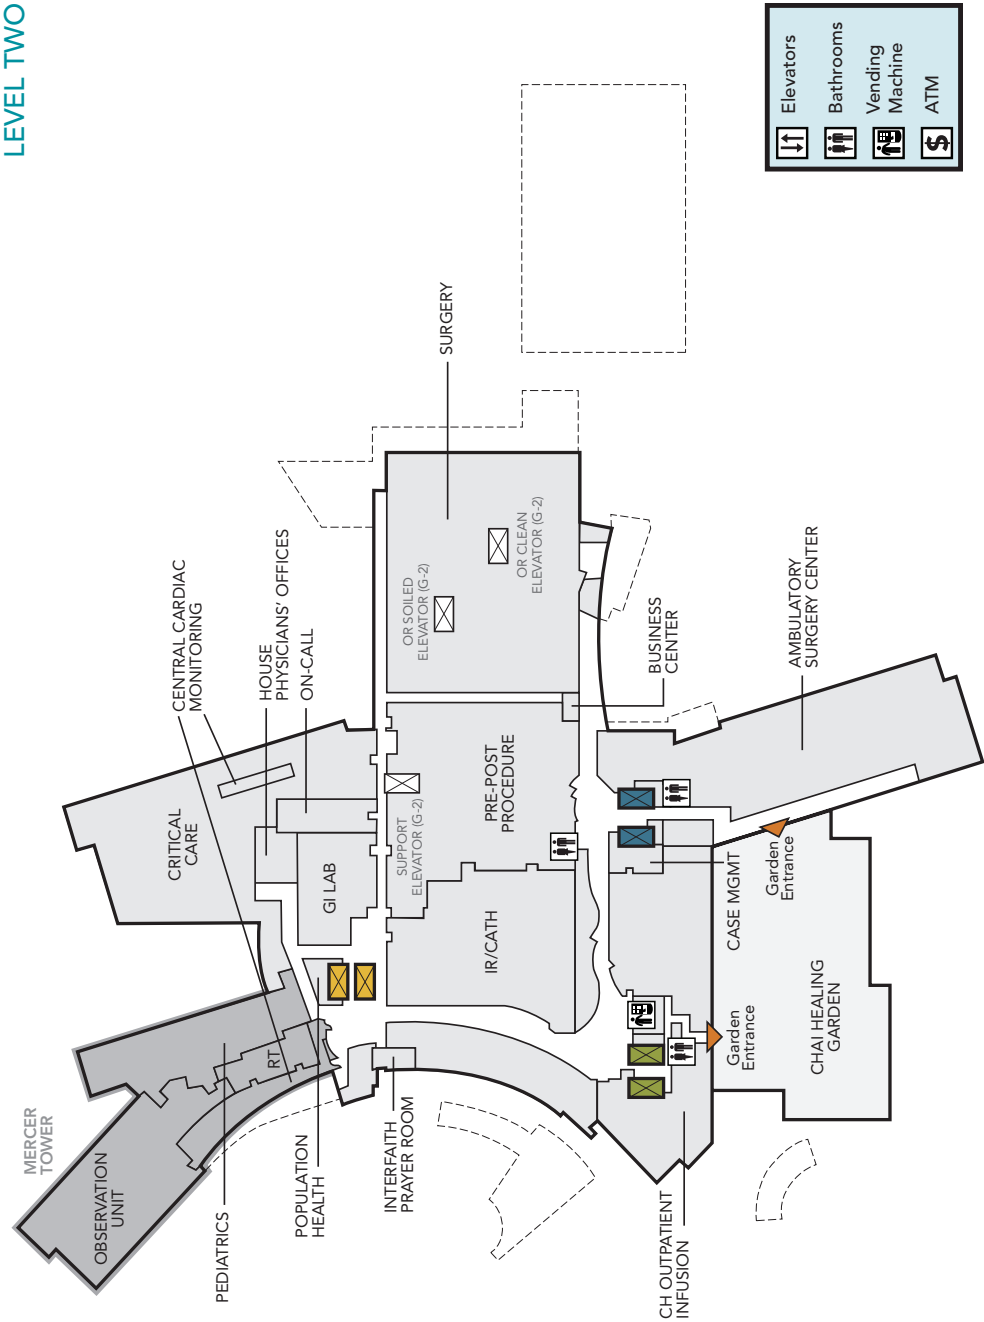 LEVEL TWO
Elevators
Bathrooms
Vending
Machine
$
ATM
MERCER
TOWER
OBSERVATION
UNIT
PEDIATRICS
RT
POPULATION
HEALTH
INTERFAITH
PRAYER ROOM
CENTRAL CARDIAC
MONITORING
HOUSE
PHYSICIANS' OFFICES
ON-CALL
CRITICAL
CARE
GI LAB
SUPPORT
ELEVATOR (G-2)
IR/CATH
PRE-POST
PROCEDURE
OR SOILED
ELEVATOR (G-2)
OR CLEAN
ELEVATOR (G-2)
SURGERY
BUSINESS
CENTER
AMBULATORY
SURGERY CENTER
CASE MGMT
Garden
Entrance
Garden
Entrance
CHAI HEALING
GARDEN
CH OUTPATIENT
INFUSION